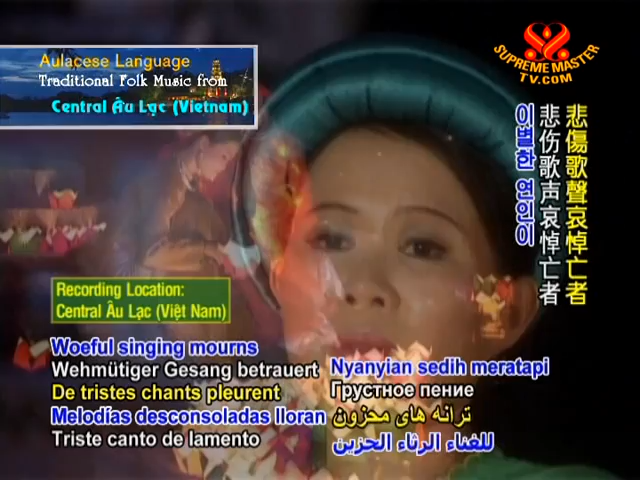 Aulacese Language
Traditional Folk Music from
Central Âu Lạc (Vietnam)
SUPREME MASTER
TV.COM
悲傷歌聲哀悼亡者
悲伤歌声哀悼亡者
이별한 연인이
Recording Location:
Central Âu Lạc (Việt Nam)
Woeful singing mourns
Wehmütiger Gesang betrauert
De tristes chants pleurent
Melodías desconsoladas lloran
Triste canto de lamento
Nyanyian sedih meratapi
Грустное пение
ترانه های محزون
للغناء الرثاء الحزين